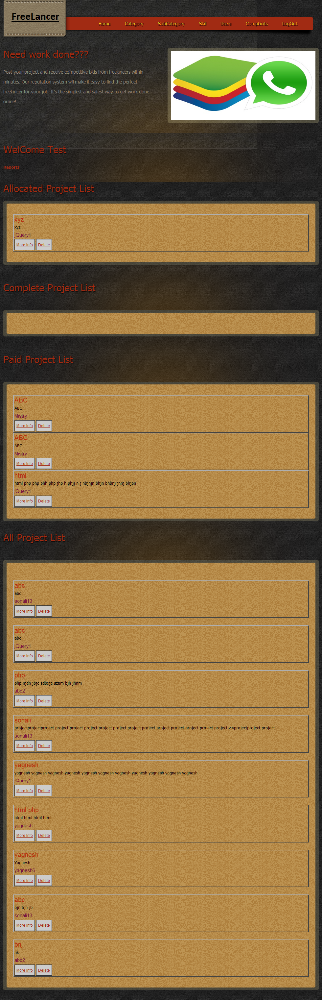 FreeLancer
Home Category SubCategory Skill Users Complaints LogOut
Need work done???
Post your project and receive competitive bids from freelancers within
minutes. Our reputation system will make it easy to find the perfect
freelancer for your job. It's the simplest and safest way to get work done
online!
WelCome Test
Reports
Allocated Project List
xyz
xyz
jQuery1
More Info Delete
Complete Project List
Paid Project List
ABC
ABC
Mistry
More Info Delete
ABC
ABC
Mistry
More Info Delete
html
html php php phh php jhp h phjj n j nbjnjn bhjn bhbnj jnnj bhjbn
jQuery1
More Info Delete
All Project List
abc
abc
sonali13
More Info Delete
abc
abc
jQuery1
More Info Delete
php
php njdn jbjc sdbxja szam bjh jhnm
abc2
More Info Delete
sonali
projectprojectproject project project project project project project project project project project project project v vprojectproject project
sonali13
More Info Delete
yagnesh
yagnesh yagnesh yagnesh yagnesh yagnesh yagnesh yagnesh yagnesh yagnesh yagnesh yagnesh
jQuery1
More Info Delete
html php
html html html html
yagnesh
More Info Delete
yagnesh
Yagnesh
yagnesh6
More Info Delete
abc
bjn bjn jb
sonali13
More Info Delete
bnj
nk
abc2
More Info Delete